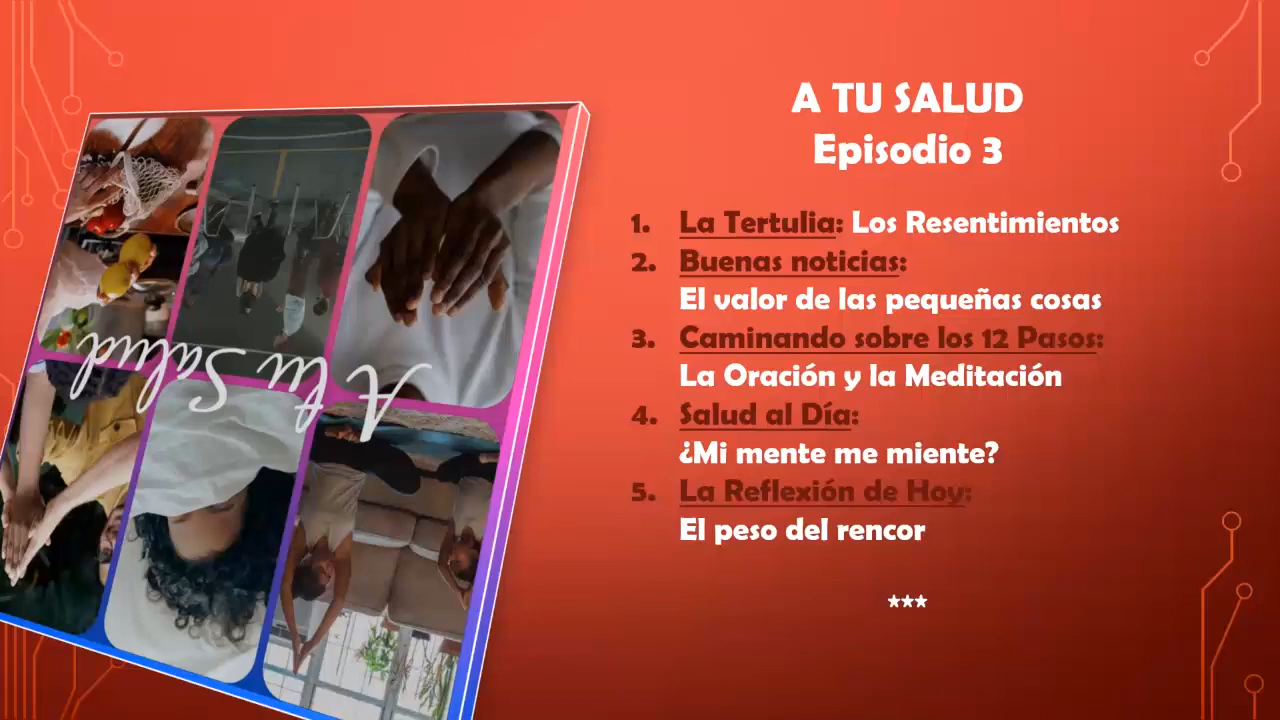 A TU SALUD
Episodio 3
1. La Tertulia: Los Resentimientos
2. Buenas noticias:
El valor de las pequeñas cosas
3. Caminando sobre los 12 Pasos:
La Oración y la Meditación
4. Salud al Día:
¿Mi mente me miente?
5. La Reflexión de Hoy:
El peso del rencor
***
A tu Salud